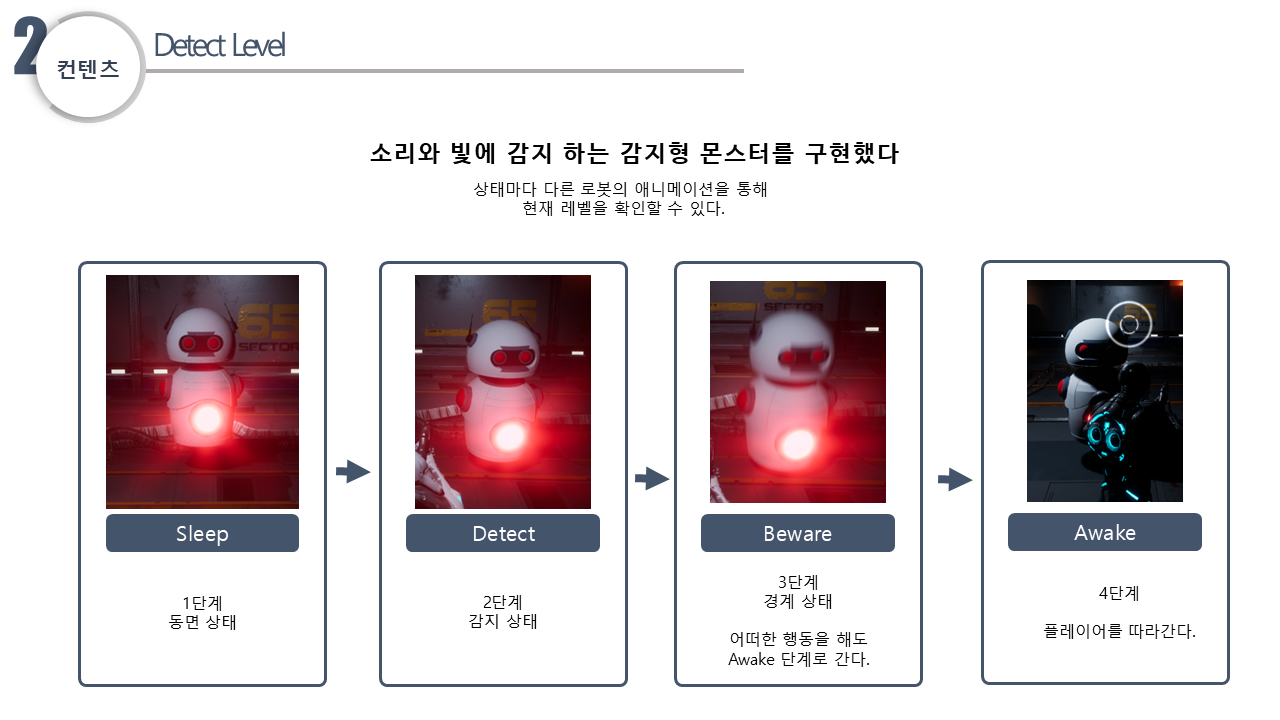 2
컨텐츠
Detect Level
소리와 빛에 감지 하는 감지형 몬스터를 구현했다
상태마다 다른 로봇의 애니메이션을 통해
현재 레벨을 확인할 수 있다.
65
SECTOR
65
65
SECTOR
65
Sleep
Detect
Beware
Awake
1단계
동면 상태
2단계
감지 상태
3단계
경계 상태
어떠한 행동을 해도
Awake 단계로 간다.
4단계
플레이어를 따라간다.